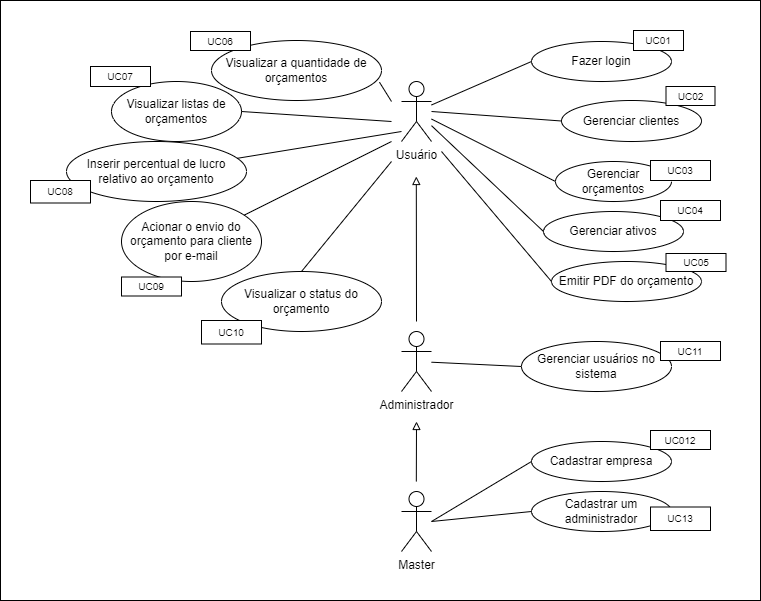 UC06
Visualizar a quantidade de
orçamentos
UC07
Visualizar listas de
orçamentos
Inserir percentual de lucro
relativo ao orçamento
UC08
Acionar o envio do
orçamento para cliente
por e-mail
UC09
Visualizar o status do
orçamento
UC10
Usuário
UC01
Fazer login
UC02
Gerenciar clientes
UC03
Gerenciar
orçamentos
UC04
Gerenciar ativos
UC05
Emitir PDF do orçamento
Administrador
UC11
Gerenciar usuários no
sistema
UC012
Cadastrar empresa
Cadastrar um
administrador
UC13
Master